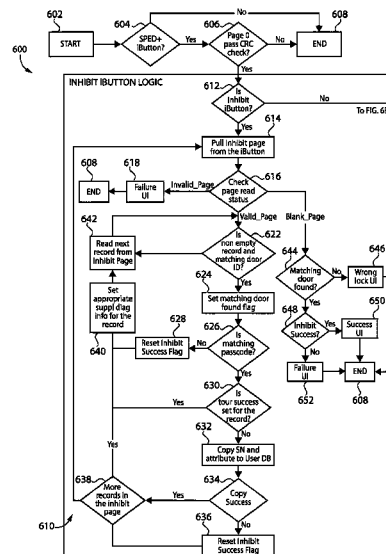 602
604
606
608
START
SPED+ iButton?
No
Yes
Page 0 pass CRC check?
No
END
600
Yes
INHIBIT IBUTTON LOGIC
612
Is Inhibit iButton?
No
To FIG. 6B
Yes
614
Pull inhibit page from the iButton
608
618
616
END
Failure UI
Invalid_Page
Check page read status
642
Valid_Page
Blank_Page
Read next record from Inhibit Page
622
Is non empty record and matching door ID?
644
646
Matching door found?
No
Wrong lock UI
624
Yes
Set matching door found flag
Set appropriate suppl diag info for the record
640
628
626
648
650
Reset Inhibit Success Flag
No
Is matching passcode?
Inhibit Success?
Yes
Success UI
Yes
No
630
Failure UI
END
652
608
Yes
Is tour success set for the record?
No
632
Copy SN and attribute to User DB
Yes
638
634
More records in the inhibit page
Yes
Copy Success
No
636
610
Reset Inhibit Success Flag